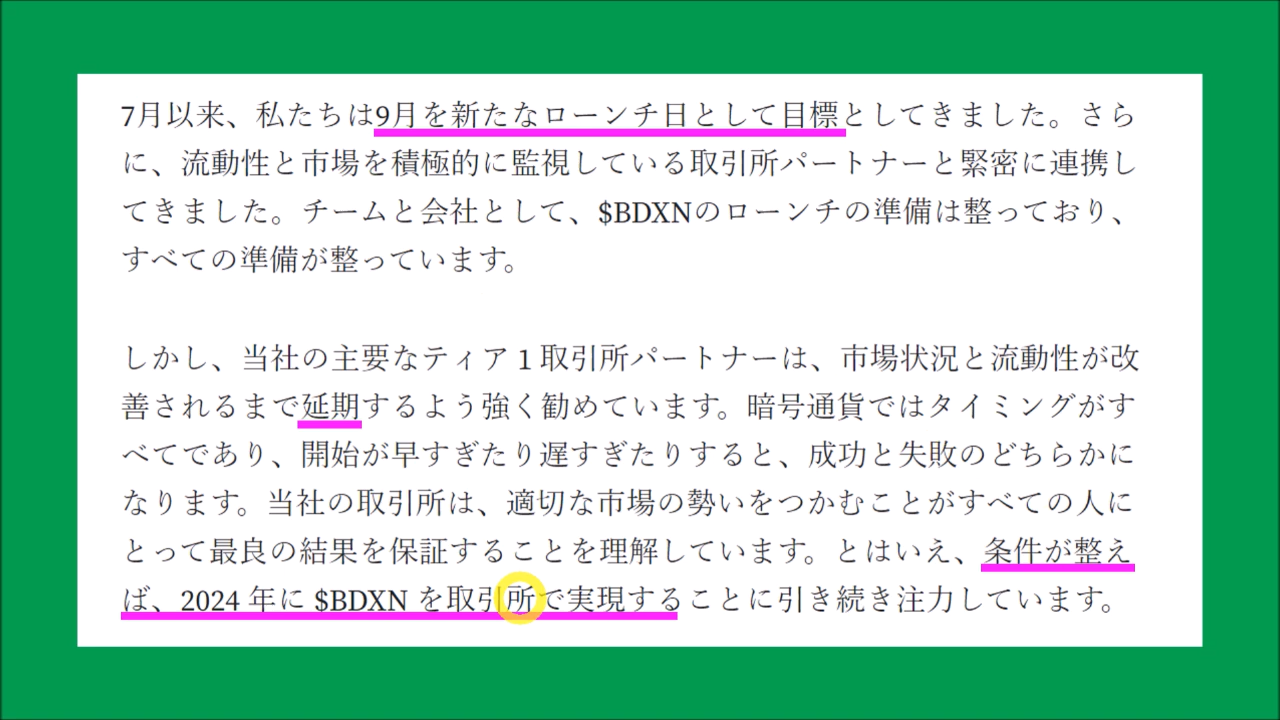 7月以来、私たちは9月を新たなローンチ日として目標としてきました。さら
に、流動性と市場を積極的に監視している取引所パートナーと緊密に連携し
てきました。チームと会社として、$BDXNのローンチの準備は整っており、
すべての準備が整っています。
しかし、当社の主要なティア 1 取引所パートナーは、市場状況と流動性が改
善されるまで延期するよう強く勧めています。暗号通貨ではタイミングがす
べてであり、開始が早すぎたり遅すぎたりすると、成功と失敗のどちらかに
なります。当社の取引所は、適切な市場の勢いをつかむことがすべての人に
とって最良の結果を保証することを理解しています。とはいえ、条件が整え
ば、2024 年に $BDXN を取引所で実現することに引き続き注力しています。